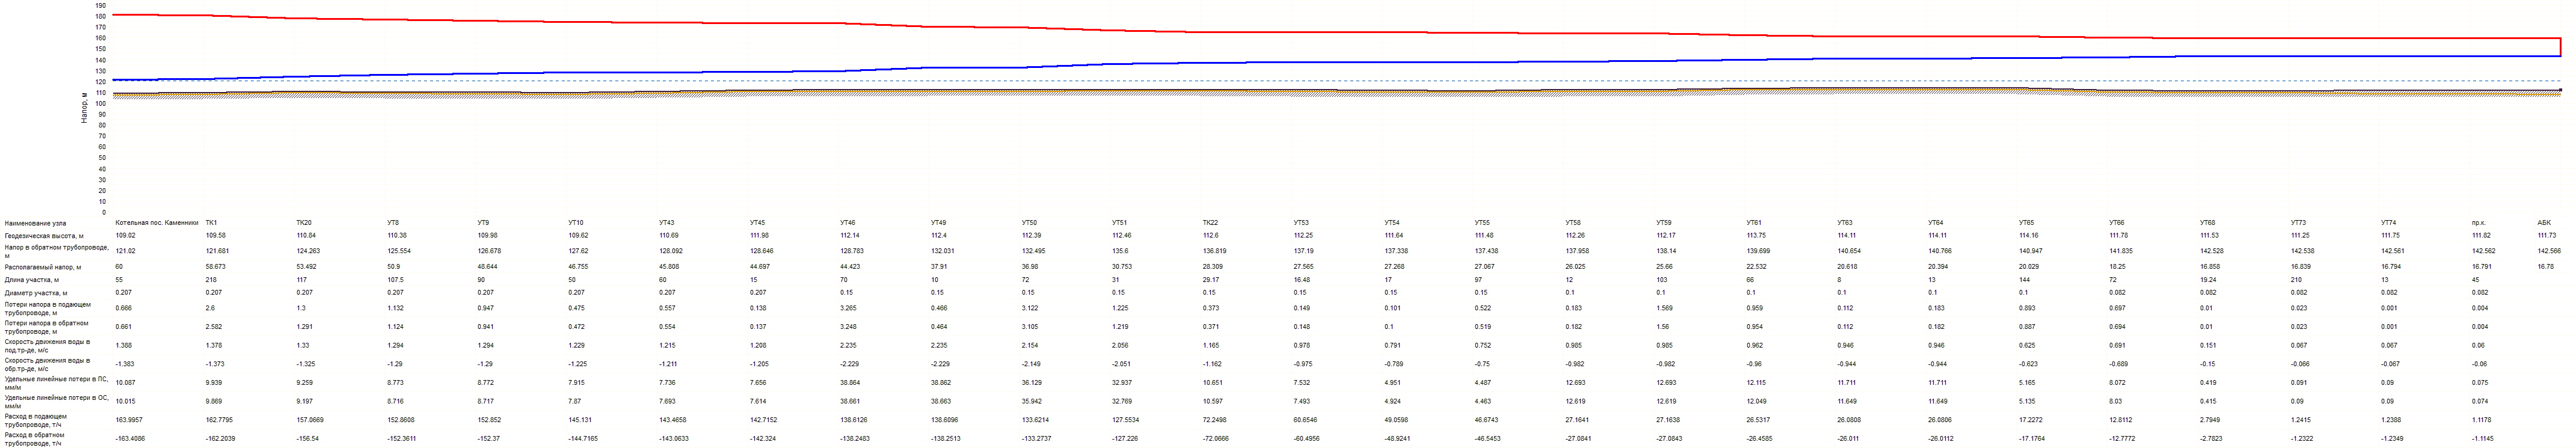 190
180
170
160
150
140
130
120
110
100
90
80
70
60
50
40
30
20
10
0
Напор, м
Наименование узла Котельная пос. Каменники ТК1 ТК20 УТ8 УТ9 УТ10 УТ43 УТ45 УТ46 УТ49 УТ50 УТ51 ТК22 УТ53 УТ54 УТ55 УТ58 УТ59 УТ61 УТ63 УТ64 УТ65 УТ66 УТ68 УТ73 УТ74 пр.к. АБК
Геодезическая высота, м 109.02 109.58 110.84 110.38 109.98 109.62 110.69 111.98 112.14 112.4 112.39 112.46 112.6 112.25 111.64 111.48 112.26 112.17 113.75 114.11 114.11 114.16 111.78 111.53 111.25 111.75 111.82 111.73
Напор в обратном трубопроводе,
м 121.02 121.681 124.263 125.554 126.678 127.62 128.092 128.646 128.783 132.031 132.495 135.6 136.819 137.19 137.338 137.438 137.958 138.14 139.699 140.654 140.766 140.947 141.835 142.528 142.538 142.561 142.562 142.566
Располагаемый напор, м 60 58.673 53.492 50.9 48.644 46.755 45.808 44.697 44.423 37.91 36.98 30.753 28.309 27.565 27.268 27.067 26.025 25.66 22.532 20.618 20.394 20.029 18.25 16.858 16.839 16.794 16.791 16.78
Длина участка, м 55 218 117 107.5 90 50 60 15 70 10 72 31 29.17 16.48 17 97 12 103 66 8 13 144 72 19.24 210 13 45
Диаметр участка, м 0.207 0.207 0.207 0.207 0.207 0.207 0.207 0.207 0.15 0.15 0.15 0.15 0.15 0.15 0.15 0.15 0.1 0.1 0.1 0.1 0.1 0.1 0.082 0.082 0.082 0.082 0.082
Потери напора в подающем
трубопроводе, м 0.666 2.6 1.3 1.132 0.947 0.475 0.557 0.138 3.265 0.466 3.122 1.225 0.373 0.149 0.101 0.522 0.183 1.569 0.959 0.112 0.183 0.893 0.697 0.01 0.023 0.001 0.004
Потери напора в обратном
трубопроводе, м 0.661 2.582 1.291 1.124 0.941 0.472 0.554 0.137 3.248 0.464 3.105 1.219 0.371 0.148 0.1 0.519 0.182 1.56 0.954 0.112 0.182 0.887 0.694 0.01 0.023 0.001 0.004
Скорость движения воды в
под.тр-де, м/с 1.388 1.378 1.33 1.294 1.294 1.229 1.215 1.208 2.235 2.235 2.154 2.056 1.165 0.978 0.791 0.752 0.985 0.985 0.962 0.946 0.946 0.625 0.691 0.151 0.067 0.067 0.06
Скорость движения воды в
обр.тр-де, м/с -1.383 -1.373 -1.325 -1.29 -1.29 -1.225 -1.211 -1.205 -2.229 -2.229 -2.149 -2.051 -1.162 -0.975 -0.789 -0.75 -0.982 -0.982 -0.96 -0.944 -0.944 -0.623 -0.689 -0.15 -0.066 -0.067 -0.06
Удельные линейные потери в ПС,
мм/м 10.087 9.939 9.259 8.773 8.772 7.915 7.736 7.656 38.864 38.862 36.129 32.937 10.651 7.532 4.951 4.487 12.693 12.693 12.115 11.711 11.711 5.165 8.072 0.419 0.091 0.09 0.075
Удельные линейные потери в ОС,
мм/м 10.015 9.869 9.197 8.716 8.717 7.87 7.693 7.614 38.661 38.663 35.942 32.769 10.597 7.493 4.924 4.463 12.619 12.619 12.049 11.649 11.649 5.135 8.03 0.415 0.09 0.09 0.074
Расход в подающем
трубопроводе, т/ч 163.9957 162.7795 157.0669 152.8608 152.852 145.131 143.4658 142.7152 138.6126 138.6096 133.6214 127.5534 72.2498 60.6546 49.0598 46.6743 27.1641 27.1638 26.5317 26.0808 26.0806 17.2272 12.8112 2.7949 1.2415 1.2388 1.1178
Расход в обратном
трубопроводе, т/ч -163.4086 -162.2039 -156.54 -152.3611 -152.37 -144.7165 -143.0633 -142.324 -138.2483 -138.2513 -133.2737 -127.226 -72.0666 -60.4956 -48.9241 -46.5453 -27.0841 -27.0843 -26.4585 -26.011 -26.0112 -17.1764 -12.7772 -2.7823 -1.2322 -1.2349 -1.1145